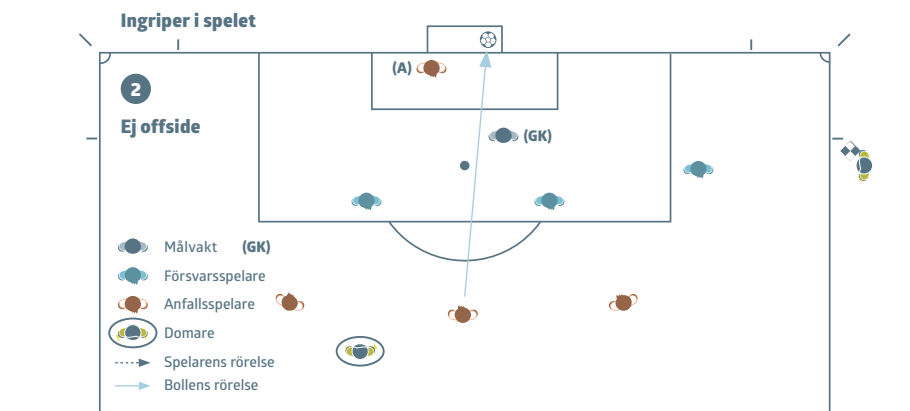 Ingriper i spelet
(A)
2
Ej offside
(GK)
Målvakt (GK)
Försvarsspelare
Anfallsspelare
Domare
Spelarens rörelse
Bollens rörelse